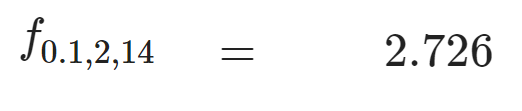 f0.1,2,14 = 2.726